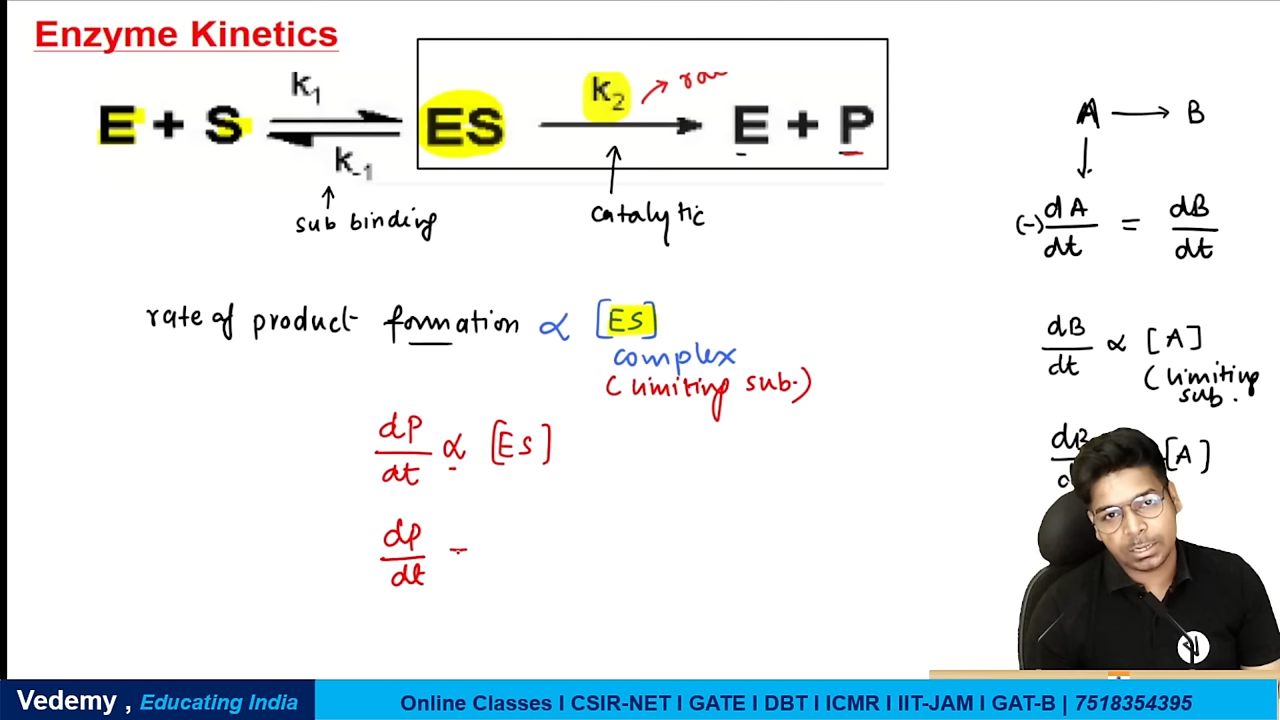 Enzyme Kinetics
E + S k1 k-1 ES k2 E + P
sub binding
catalytic
rate of product formation ∝ [ES]
complex
(limiting sub.)
dP/dt ∝ [ES]
dP/dt =
A → B
(-) dA/dt = dB/dt
dB/dt ∝ [A]
(limiting
sub.
[A]
Vedemy , Educating India
Online Classes I CSIR-NET I GATE I DBT I ICMR I IIT-JAM I GAT-B | 7518354395